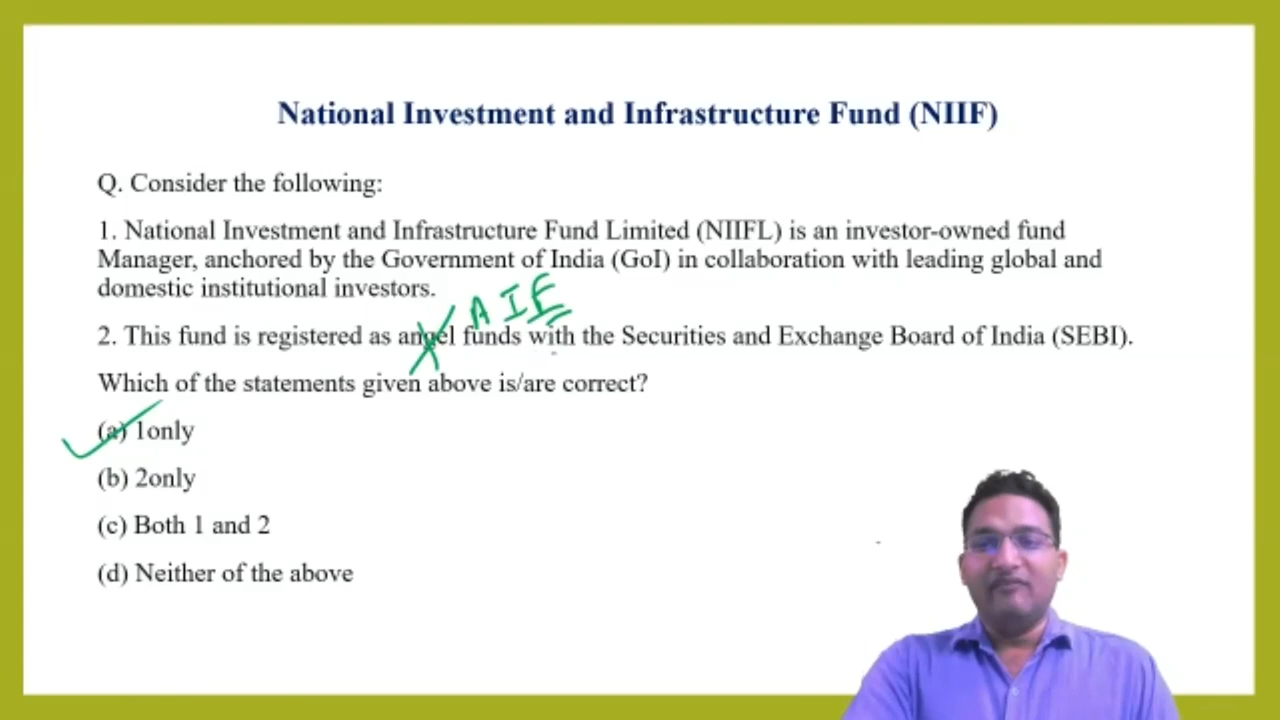 National Investment and Infrastructure Fund (NIIF)
Q. Consider the following:
1. National Investment and Infrastructure Fund Limited (NIIFL) is an investor-owned fund
Manager, anchored by the Government of India (GoI) in collaboration with leading global and
domestic institutional investors.
AIF
2. This fund is registered as angel funds with the Securities and Exchange Board of India (SEBI).
Which of the statements given above is/are correct?
(a) 1only
(b) 2only
(c) Both 1 and 2
(d) Neither of the above